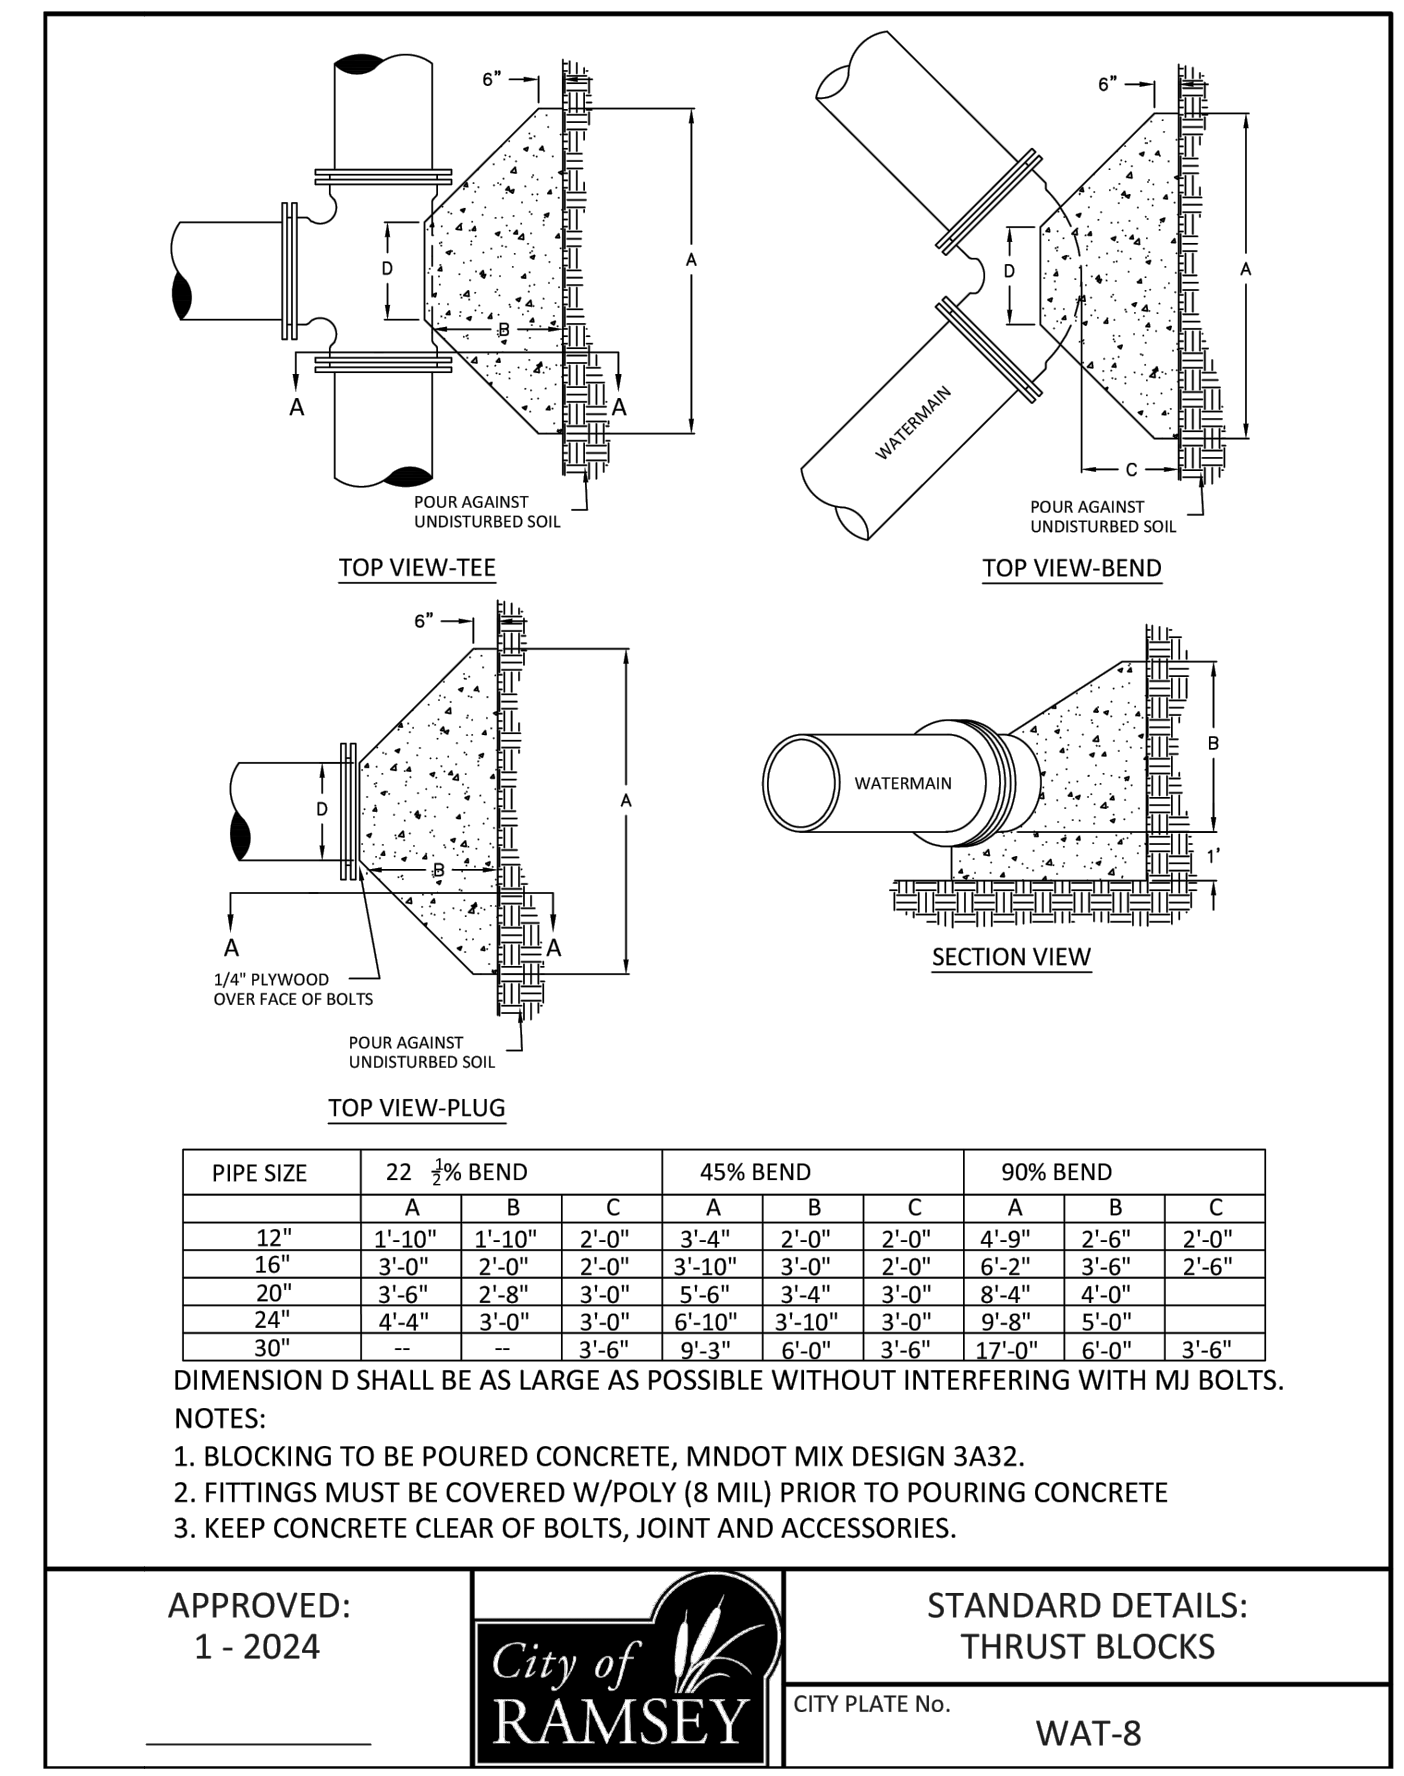 6"
A
D
B
A
A
POUR AGAINST
UNDISTURBED SOIL
TOP VIEW-TEE
6"
A
D
WATERMAIN
C
POUR AGAINST
UNDISTURBED SOIL
TOP VIEW-BEND
6"
D
A
B
A
A
1/4" PLYWOOD
OVER FACE OF BOLTS
POUR AGAINST
UNDISTURBED SOIL
TOP VIEW-PLUG
B
WATERMAIN
1'
SECTION VIEW
PIPE SIZE 22 1/2% BEND 45% BEND 90% BEND
A B C A B C A B C
12" 1'-10" 1'-10" 2'-0" 3'-4" 2'-0" 2'-0" 4'-9" 2'-6" 2'-0"
16" 3'-0" 2'-0" 2'-0" 3'-10" 3'-0" 2'-0" 6'-2" 3'-6" 2'-6"
20" 3'-6" 2'-8" 3'-0" 5'-6" 3'-4" 3'-0" 8'-4" 4'-0"
24" 4'-4" 3'-0" 3'-0" 6'-10" 3'-10" 3'-0" 9'-8" 5'-0"
30" -- -- 3'-6" 9'-3" 6'-0" 3'-6" 17'-0" 6'-0" 3'-6"
DIMENSION D SHALL BE AS LARGE AS POSSIBLE WITHOUT INTERFERING WITH MJ BOLTS.
NOTES:
1. BLOCKING TO BE POURED CONCRETE, MNDOT MIX DESIGN 3A32.
2. FITTINGS MUST BE COVERED W/POLY (8 MIL) PRIOR TO POURING CONCRETE
3. KEEP CONCRETE CLEAR OF BOLTS, JOINT AND ACCESSORIES.
APPROVED:
1 - 2024
City of
RAMSEY
STANDARD DETAILS:
THRUST BLOCKS
CITY PLATE No.
WAT-8